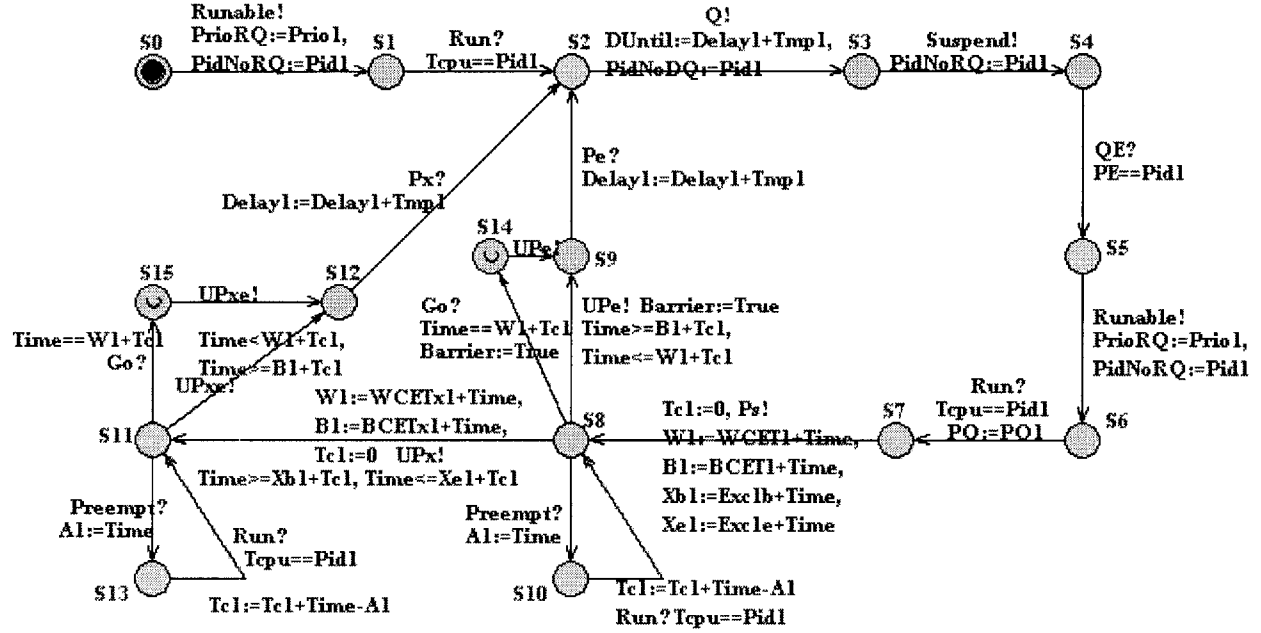 Runable!
PrioRQ:=Prio1,
PidNoRQ:=Pid1
S0
S1
Run?
Tcpu==Pid1
S2
Q!
DUntil:=Delay1+Tmp1,
PidNoDQ:=Pid1
S3
Suspend!
PidNoRQ:=Pid1
S4
QE?
PE==Pid1
Pe?
Delay1:=Delay1+Tmp1
Px?
Delay1:=Delay1+Tmp1
S14
UPe!
S9
S5
S15
UPxe!
S12
Go?
Time==W1+Tc1
Barrier:=True
UPe! Barrier:=True
Time>=B1+Tc1,
Time<=W1+Tc1
Runable!
PrioRQ:=Prio1,
PidNoRQ:=Pid1
Time==W1+Tc1
Go?
Time<W1+Tc1,
Time>=B1+Tc1
UPxe!
W1:=WCETx1+Time,
B1:=BCETx1+Time,
Tc1:=0 UPx!
Time>=Xb1+Tc1, Time<=Xe1+Tc1
S11
S8
Tc1:=0, Ps!
W1:=WCET1+Time,
B1:=BCET1+Time,
Xb1:=Exc1b+Time,
Xe1:=Exc1e+Time
S7
Run?
Tcpu==Pid1
PO:=PO1
S6
Preempt?
A1:=Time
Run?
Tcpu==Pid1
S13
Tc1:=Tc1+Time-A1
Preempt?
A1:=Time
S10
Tc1:=Tc1+Time-A1
Run? Tcpu==Pid1